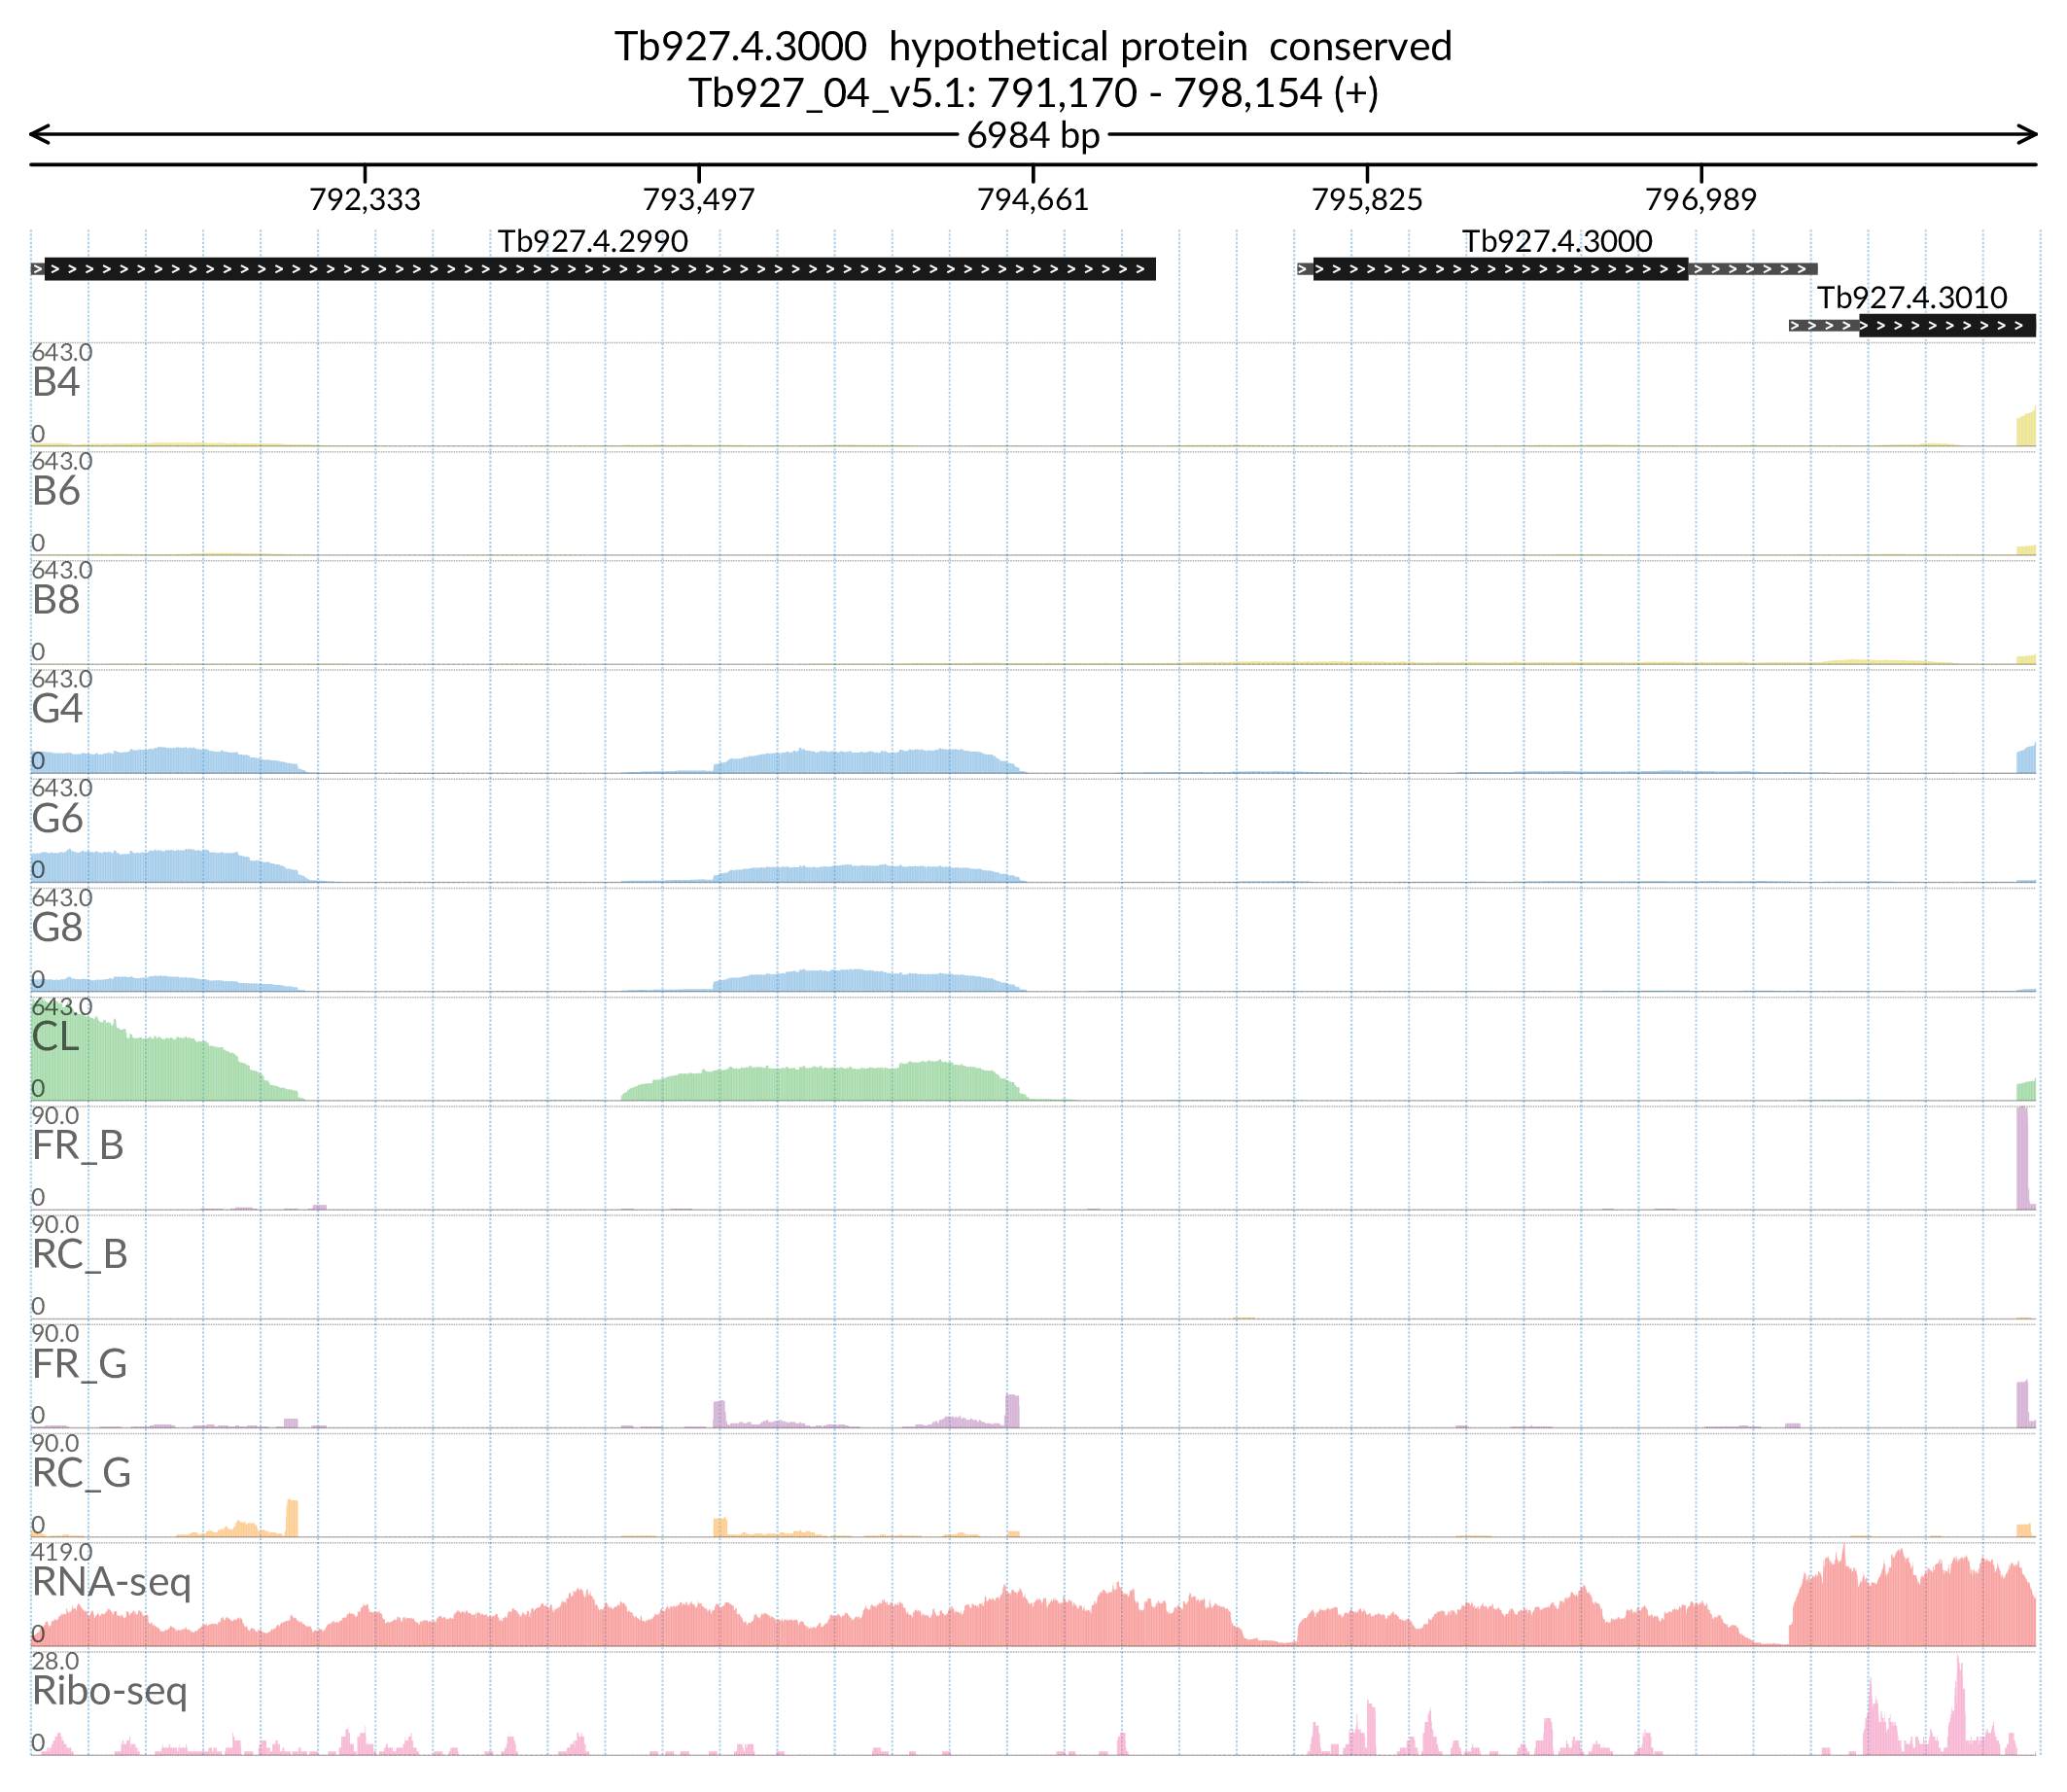 Tb927.4.3000  hypothetical protein  conserved
Tb927_04_v5.1: 791,170 - 798,154 (+)
6984 bp
792,333 793,497 794,661 795,825 796,989
Tb927.4.2990 Tb927.4.3000
Tb927.4.3010
643.0
B4
0
643.0
B6
0
643.0
B8
0
643.0
G4
0
643.0
G6
0
643.0
G8
0
643.0
CL
0
90.0
FR_B
0
90.0
RC_B
0
90.0
FR_G
0
90.0
RC_G
0
419.0
RNA-seq
0
28.0
Ribo-seq
0